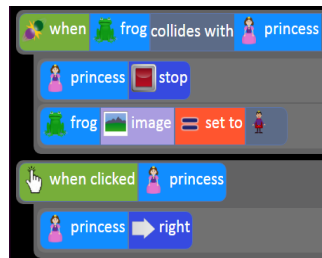 when frog collides with princess
princess stop
frog image set to
when clicked princess
princess right